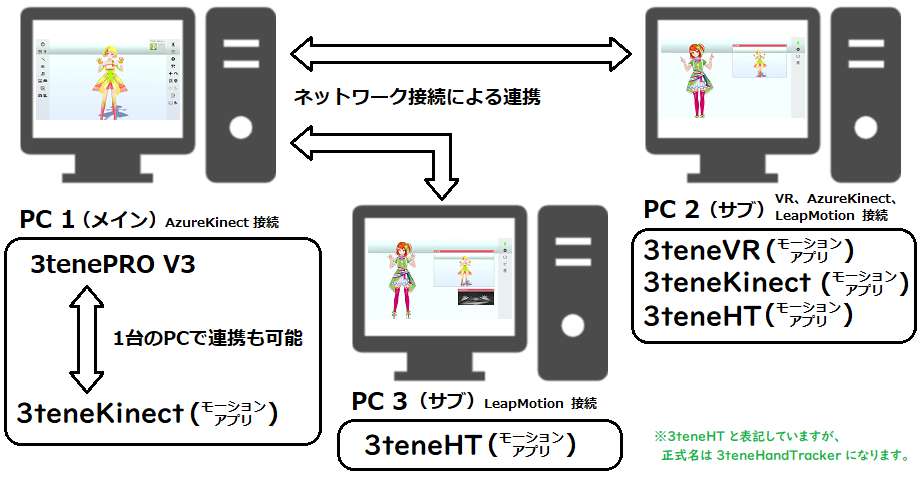 ネットワーク接続による連携
PC 1（メイン）AzureKinect 接続
3tenePRO V3
1台のPCで連携も可能
3teneKinect（モーションアプリ）
PC 2（サブ）VR、AzureKinect、
LeapMotion 接続
3teneVR（モーションアプリ）
3teneKinect（モーションアプリ）
3teneHT（モーションアプリ）
PC 3（サブ）LeapMotion 接続
3teneHT（モーションアプリ）
※3teneHT と表記していますが、
正式名は 3teneHandTracker になります。